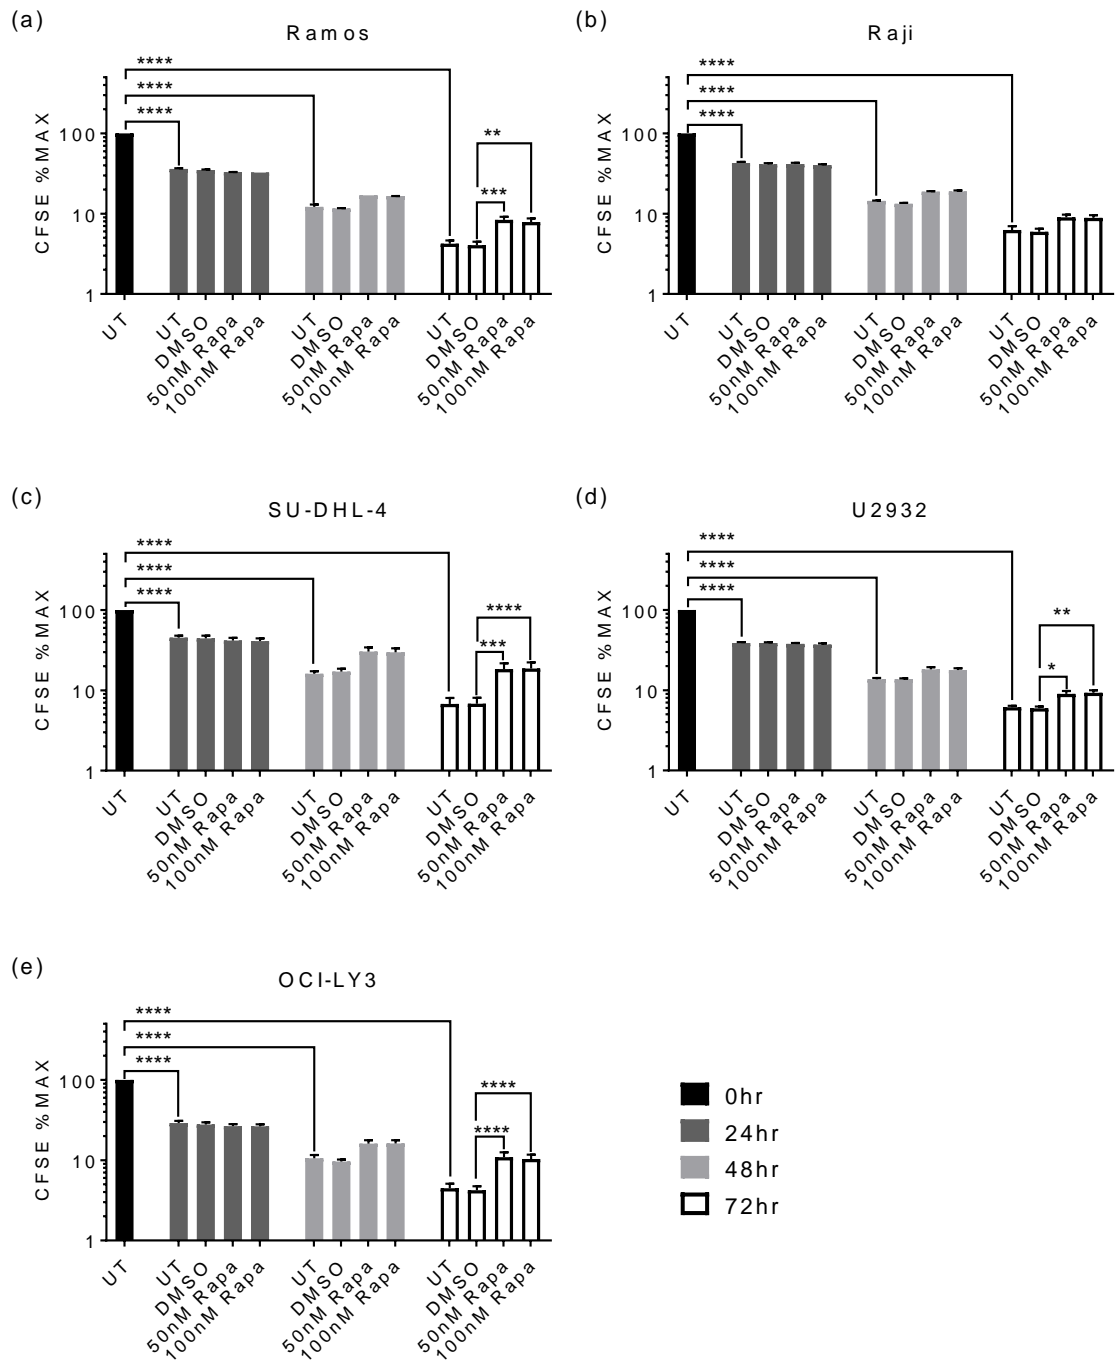 (a)
Ramos
****
****
****
**
***
CFSE %MAX
100
10
1
UT
UT
DMSO
50nM Rapa
100nM Rapa
UT
DMSO
50nM Rapa
100nM Rapa
UT
DMSO
50nM Rapa
100nM Rapa
(b)
Raji
****
****
****
CFSE %MAX
100
10
1
UT
UT
DMSO
50nM Rapa
100nM Rapa
UT
DMSO
50nM Rapa
100nM Rapa
UT
DMSO
50nM Rapa
100nM Rapa
(c)
SU-DHL-4
****
****
****
****
***
CFSE %MAX
100
10
1
UT
UT
DMSO
50nM Rapa
100nM Rapa
UT
DMSO
50nM Rapa
100nM Rapa
UT
DMSO
50nM Rapa
100nM Rapa
(d)
U2932
****
****
****
**
*
CFSE %MAX
100
10
1
UT
UT
DMSO
50nM Rapa
100nM Rapa
UT
DMSO
50nM Rapa
100nM Rapa
UT
DMSO
50nM Rapa
100nM Rapa
(e)
OCI-LY3
****
****
****
****
****
CFSE %MAX
100
10
1
UT
UT
DMSO
50nM Rapa
100nM Rapa
UT
DMSO
50nM Rapa
100nM Rapa
UT
DMSO
50nM Rapa
100nM Rapa
0hr
24hr
48hr
72hr